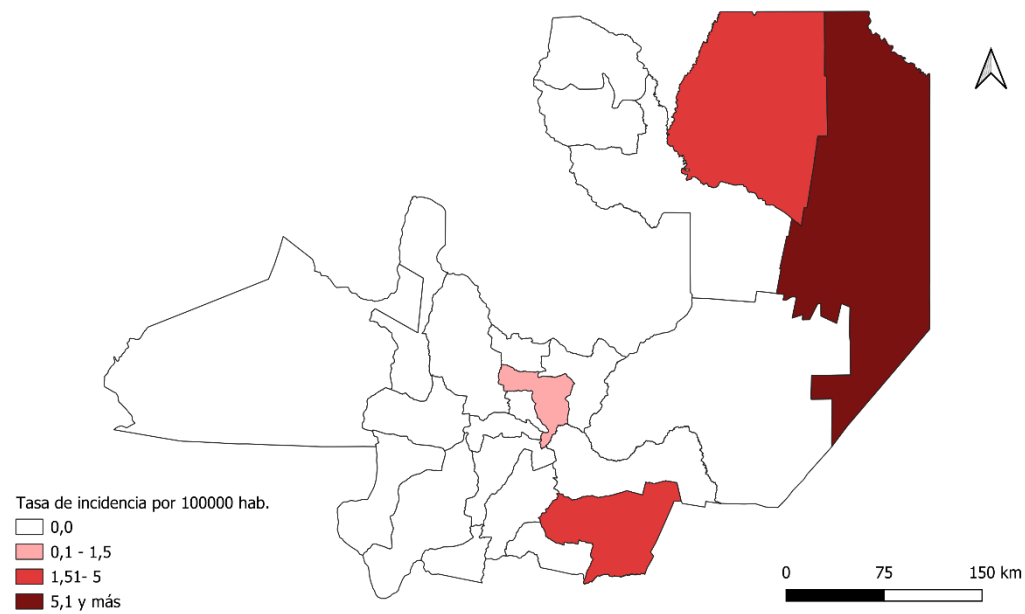 Tasa de incidencia por 100000 hab.
0,0
0,1 - 1,5
1,51- 5
5,1 y más
0 75 150 km